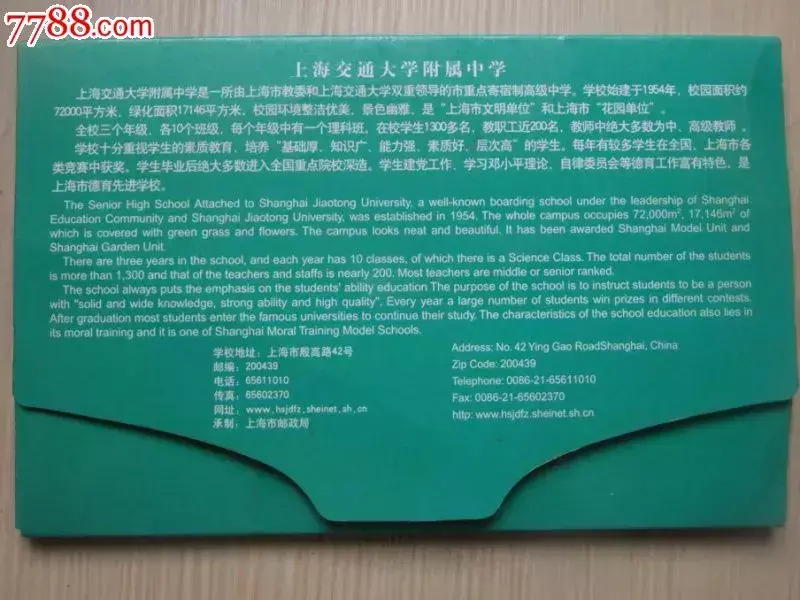 7788.com
上海交通大学附属中学
上海交通大学附属中学是一所由上海市教委和上海交通大学双重领导的市重点寄宿制高级中学。学校始建于1954年，校园面积约
72000平方米，绿化面积17146平方米，校园环境整洁优美，景色幽雅，是“上海市文明单位”和上海市“花园单位”。
全校三个年级，各10个班级，每个年级中有一个理科班，在校学生1300多名，教职工近200名，教师中绝大多数为中、高级教师。
学校十分重视学生的素质教育，培养“基础厚、知识广、能力强、素质好、层次高”的学生。每年有较多学生在全国、上海市各
类竞赛中获奖。学生毕业后绝大多数进入全国重点院校深造。学生建党工作、学习邓小平理论、自律委员会等德育工作富有特色，是
上海市德育先进学校。
The Senior High School Attached to Shanghai Jiaotong University, a well-known boarding school under the leadership of Shanghai
Education Community and Shanghai Jiaotong University, was established in 1954. The whole campus occupies 72,000m², 17,146m² of
which is covered with green grass and flowers. The campus looks neat and beautiful. It has been awarded Shanghai Model Unit and
Shanghai Garden Unit.
There are three years in the school, and each year has 10 classes, of which there is a Science Class. The total number of the students
is more than 1,300 and that of the teachers and staffs is nearly 200. Most teachers are middle or senior ranked.
The school always puts the emphasis on the students' ability education The purpose of the school is to instruct students to be a person
with "solid and wide knowledge, strong ability and high quality". Every year a large number of students win prizes in different contests.
After graduation most students enter the famous universities to continue their study. The characteristics of the school education also lies in
its moral training and it is one of Shanghai Moral Training Model Schools.
学校地址：上海市殷高路42号
邮编：200439
电话：65611010
传真：65602370
网址：www.hsjdfz.sheinet.sh.cn
承制：上海市邮政局
Address: No. 42 Ying Gao RoadShanghai, China
Zip Code: 200439
Telephone: 0086-21-65611010
Fax: 0086-21-65602370
http: www.hsjdfz.sheinet.sh.cn